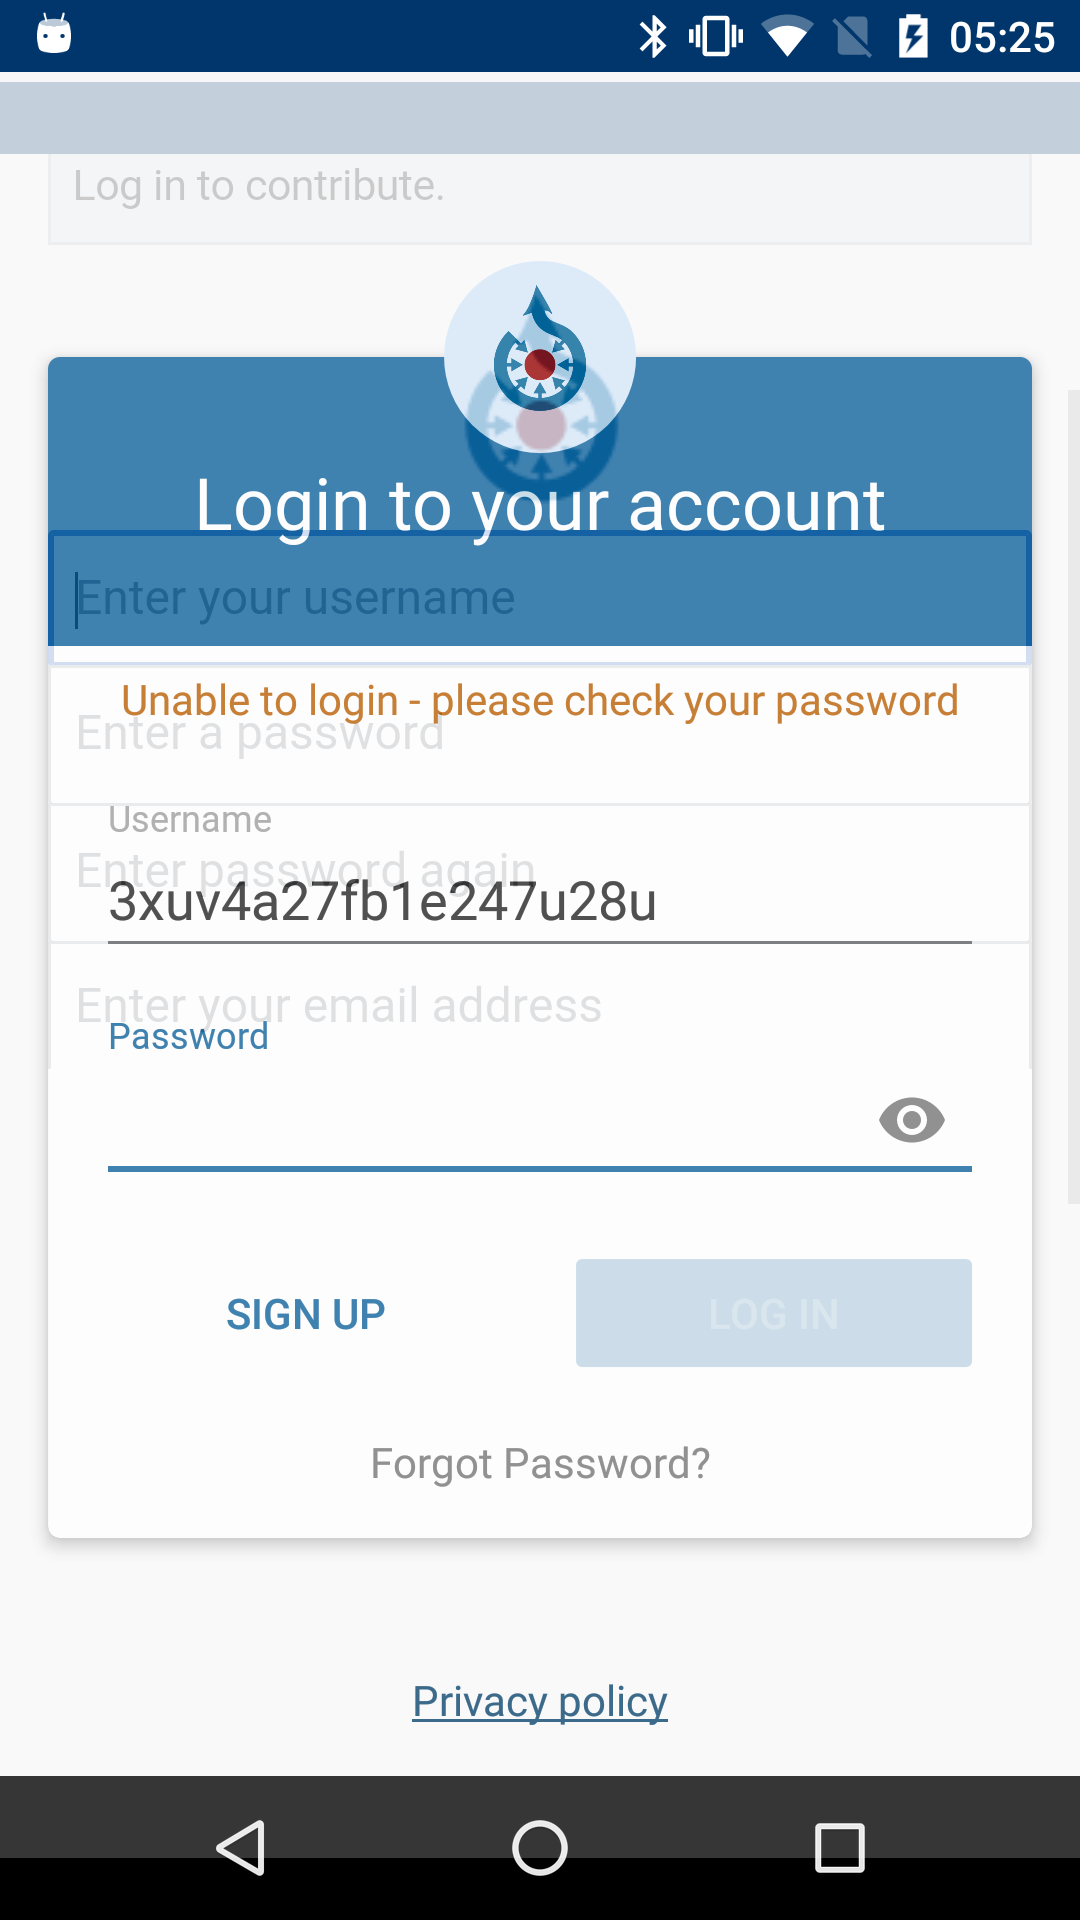 05:25
Log in to contribute.
Login to your account
Enter your username
Unable to login - please check your password
Enter a password
Username
Enter password again
3xuv4a27fb1e247u28u
Enter your email address
Password
SIGN UP
LOG IN
Forgot Password?
Privacy policy